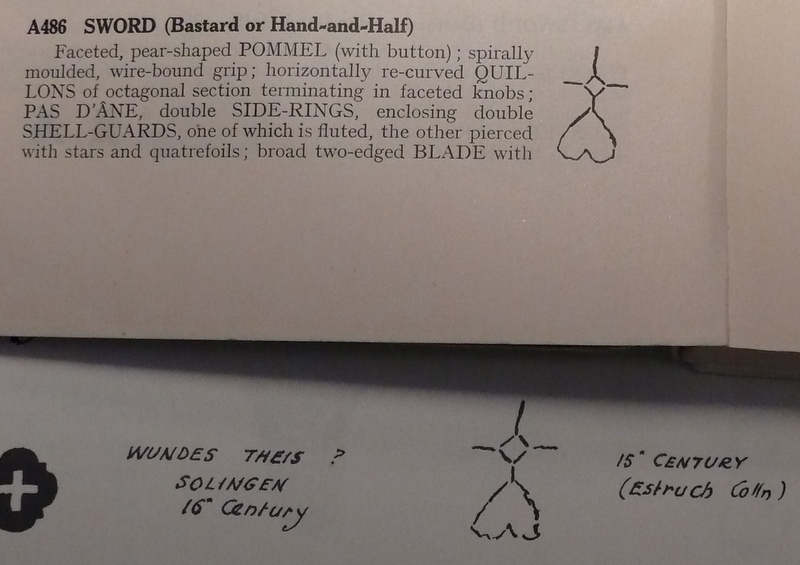 A486 SWORD (Bastard or Hand-and-Half)
Faceted, pear-shaped POMMEL (with button) ; spirally
moulded, wire-bound grip ; horizontally re-curved QUIL-
LONS of octagonal section terminating in faceted knobs ;
PAS D'ÂNE, double SIDE-RINGS, enclosing double
SHELL-GUARDS, one of which is fluted, the other pierced
with stars and quatrefoils ; broad two-edged BLADE with
WUNDES THEIS ?
SOLINGEN
16" Century
15" CENTURY
(Estruch Colln)